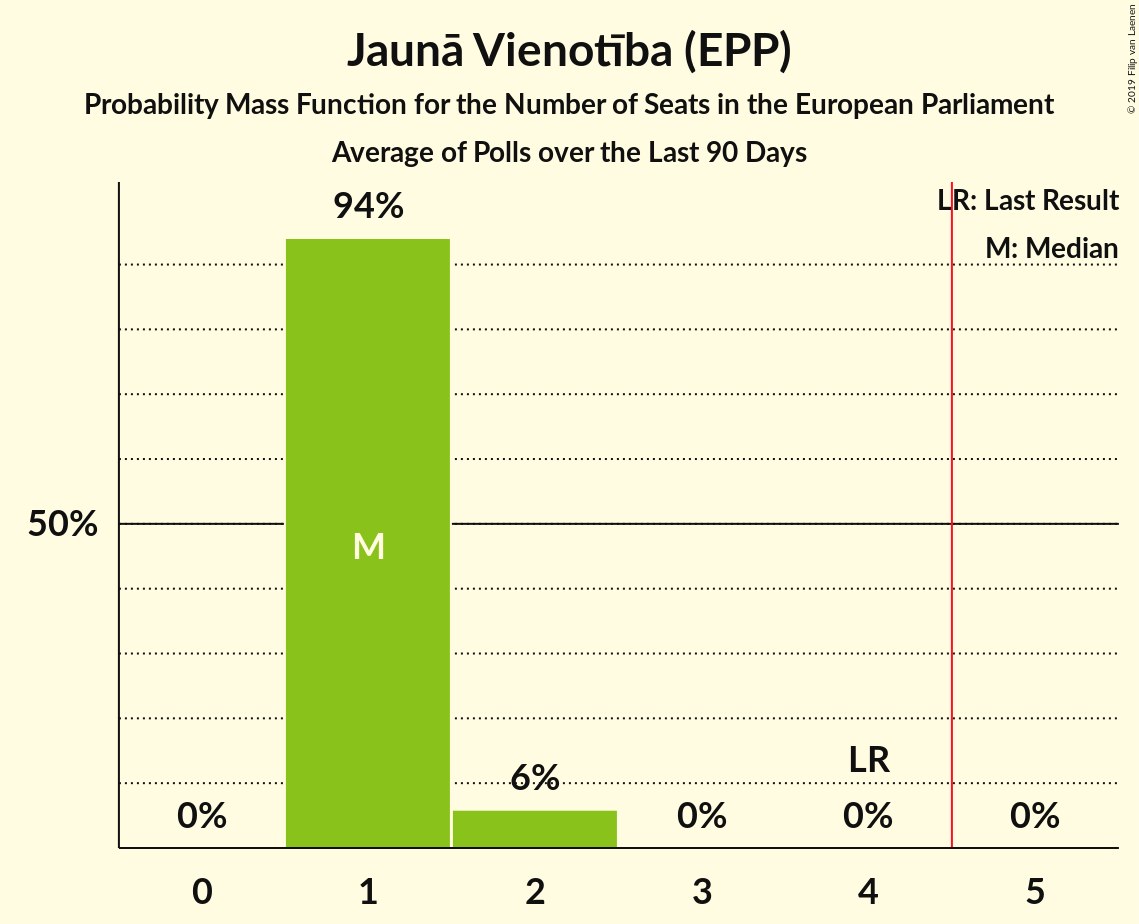 Jaunā Vienotība (EPP)
Probability Mass Function for the Number of Seats in the European Parliament
Average of Polls over the Last 90 Days
© 2019 Filip van Laenen
LR: Last Result
M: Median
94%
50%
M
6%
LR
0%
0%
0%
0%
0 1 2 3 4 5